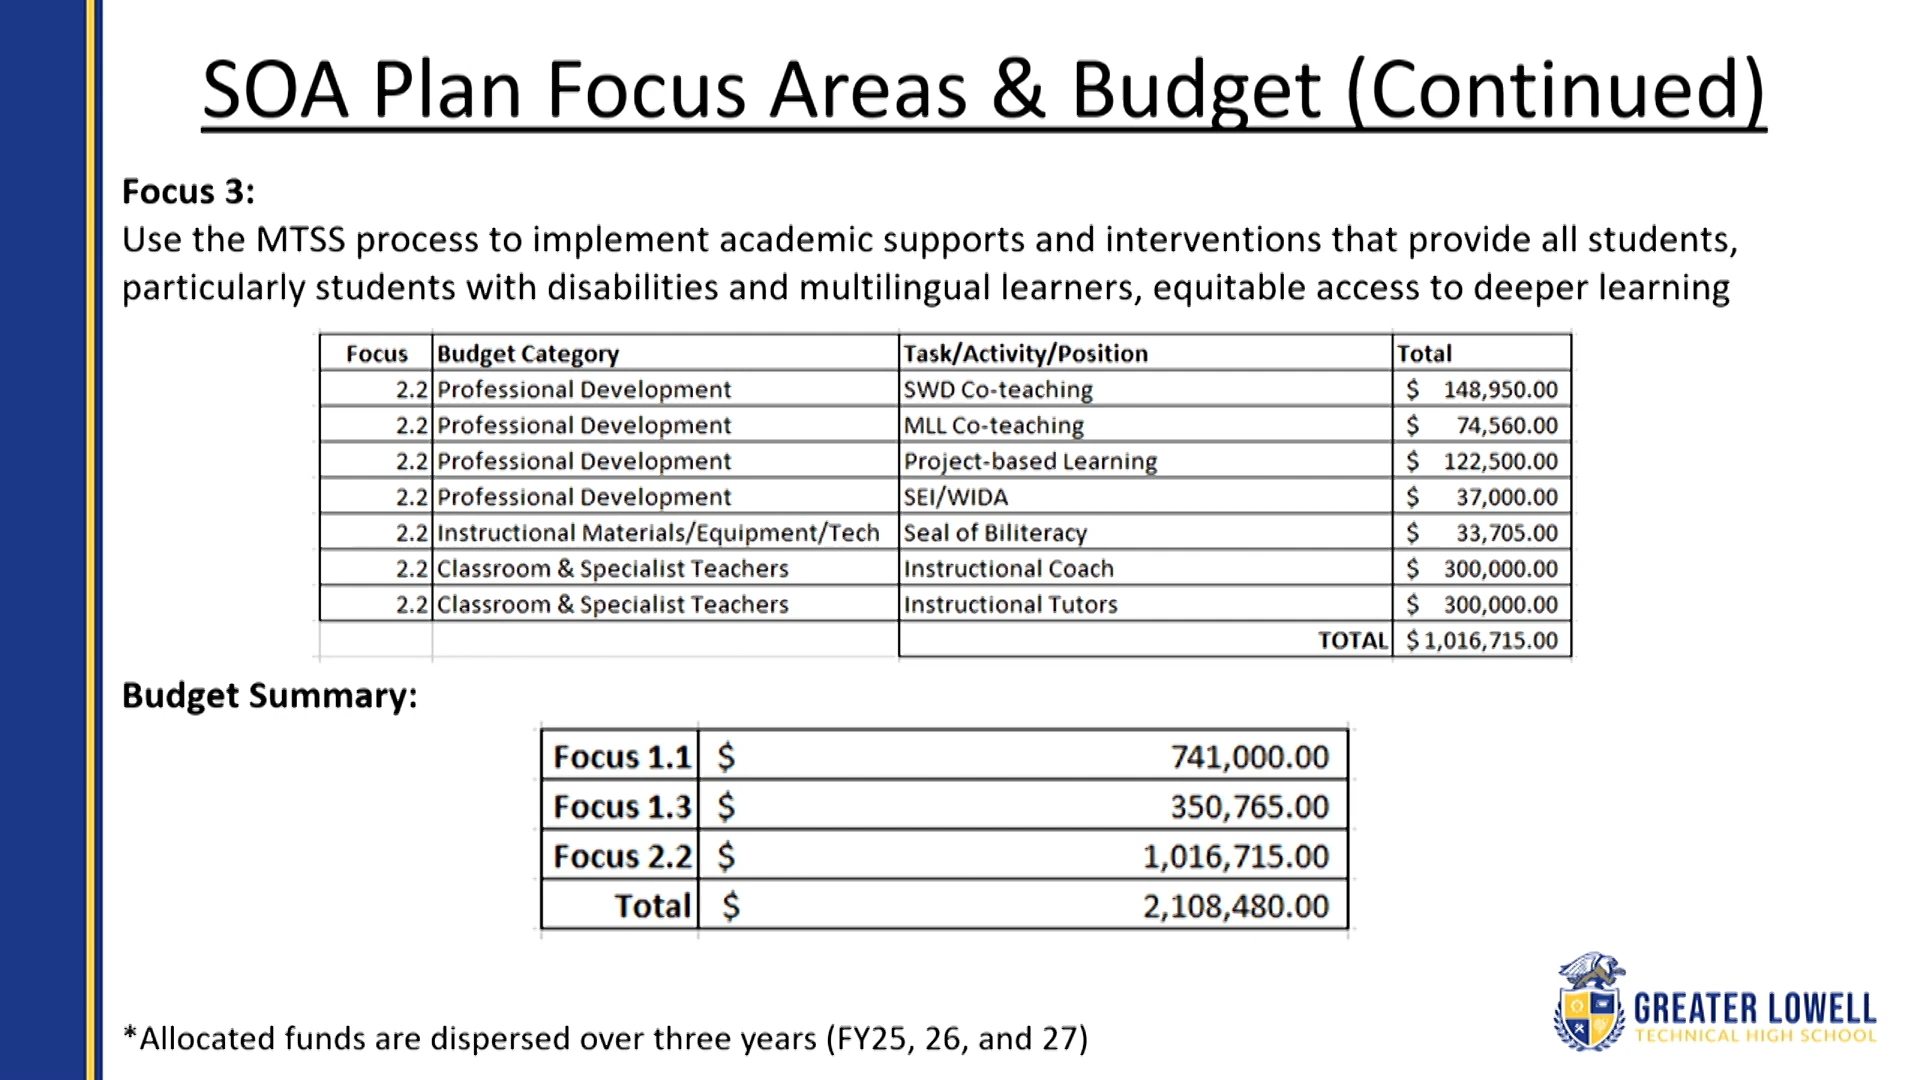 SOA Plan Focus Areas & Budget (Continued)
Focus 3:
Use the MTSS process to implement academic supports and interventions that provide all students,
particularly students with disabilities and multilingual learners, equitable access to deeper learning
Focus Budget Category Task/Activity/Position Total
2.2 Professional Development SWD Co-teaching $ 148,950.00
2.2 Professional Development MLL Co-teaching $ 74,560.00
2.2 Professional Development Project-based Learning $ 122,500.00
2.2 Professional Development SEI/WIDA $ 37,000.00
2.2 Instructional Materials/Equipment/Tech Seal of Biliteracy $ 33,705.00
2.2 Classroom & Specialist Teachers Instructional Coach $ 300,000.00
2.2 Classroom & Specialist Teachers Instructional Tutors $ 300,000.00
TOTAL $ 1,016,715.00
Budget Summary:
Focus 1.1 $ 741,000.00
Focus 1.3 $ 350,765.00
Focus 2.2 $ 1,016,715.00
Total $ 2,108,480.00
*Allocated funds are dispersed over three years (FY25, 26, and 27)
GREATER LOWELL
TECHNICAL HIGH SCHOOL